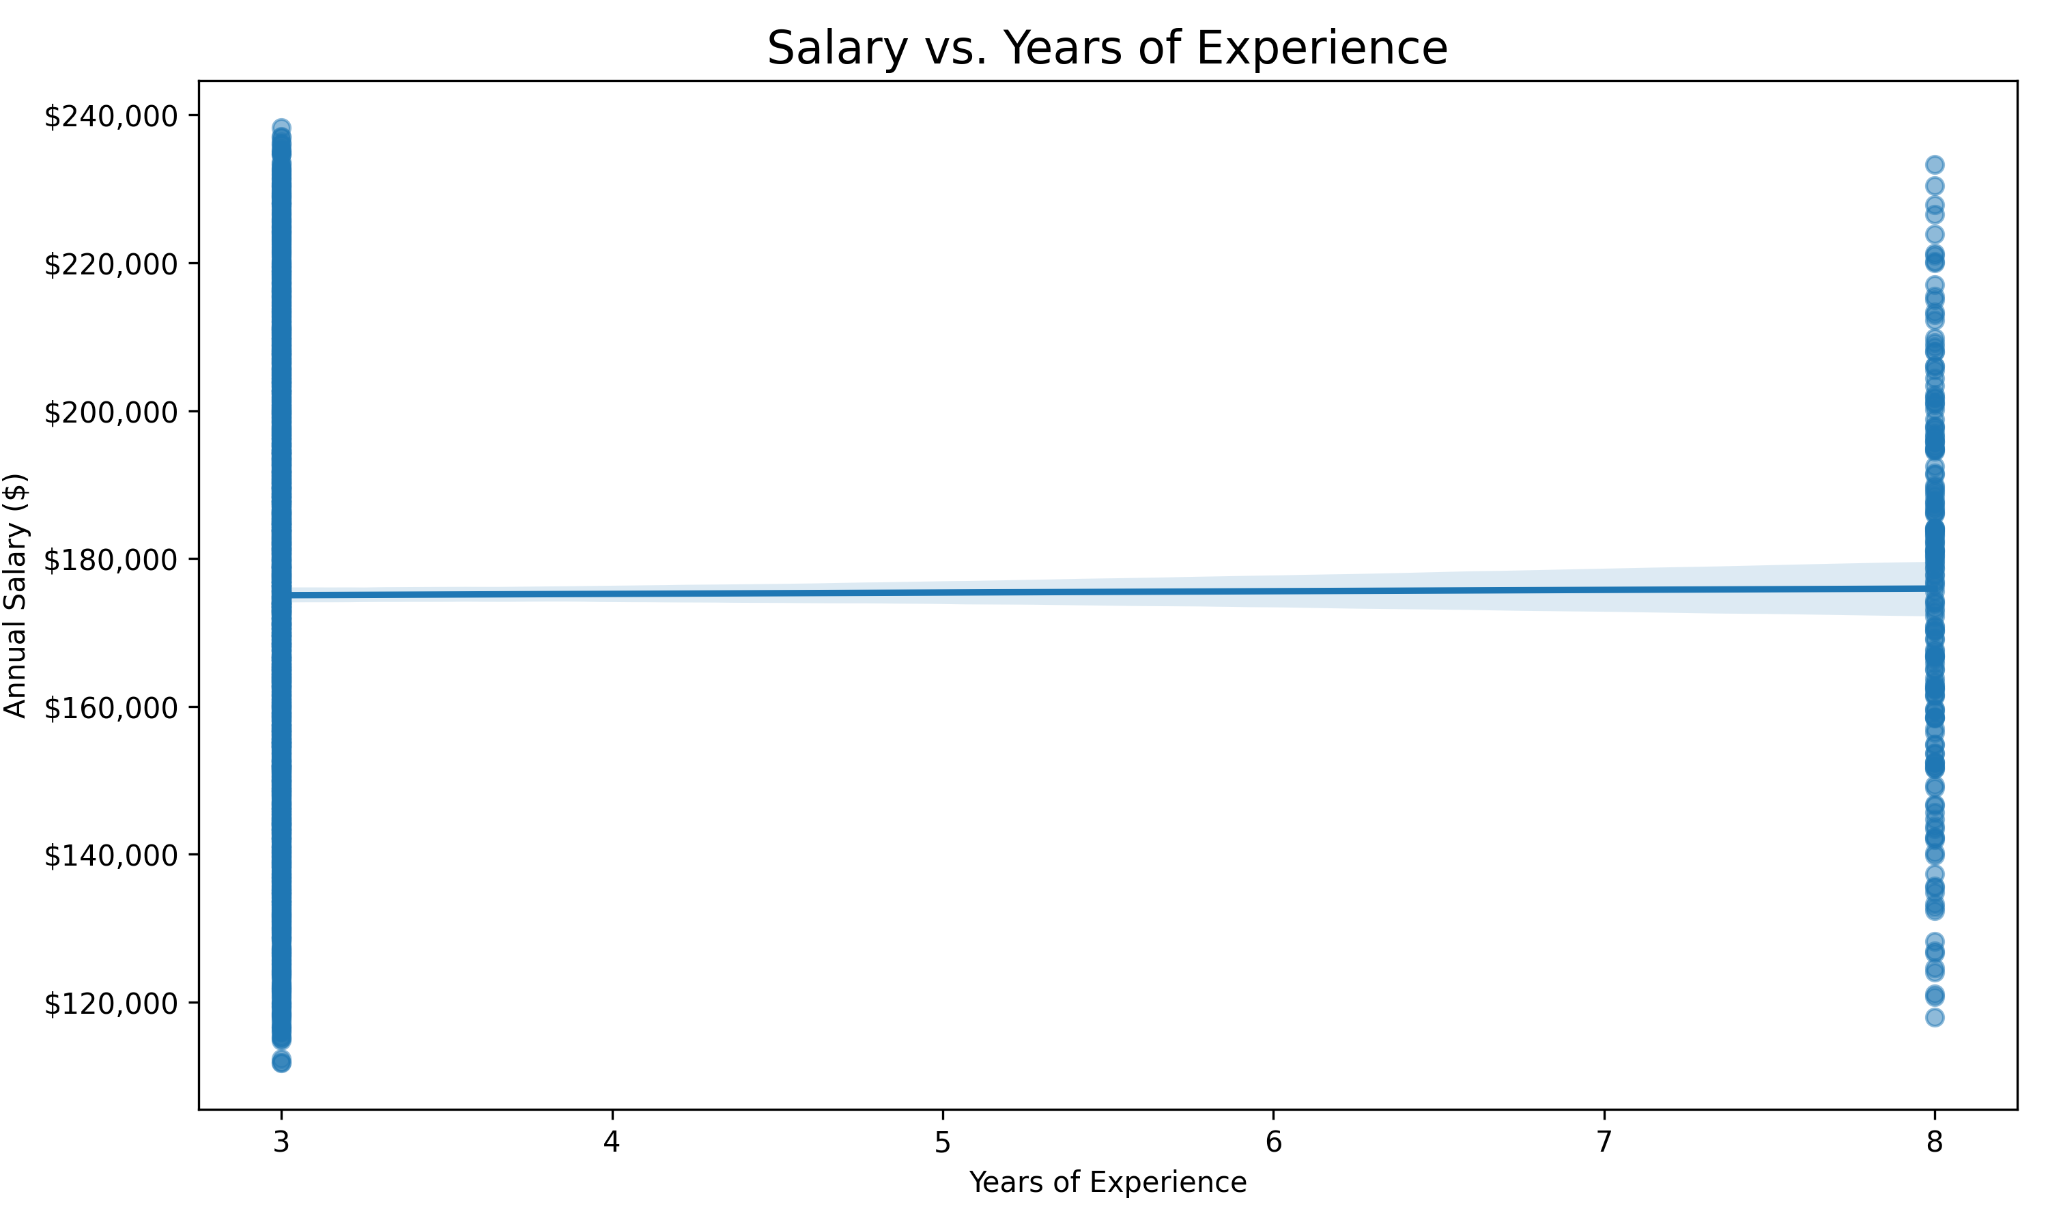 Salary vs. Years of Experience
$240,000
$220,000
$200,000
$180,000
$160,000
$140,000
$120,000
Annual Salary ($)
3 4 5 6 7 8
Years of Experience